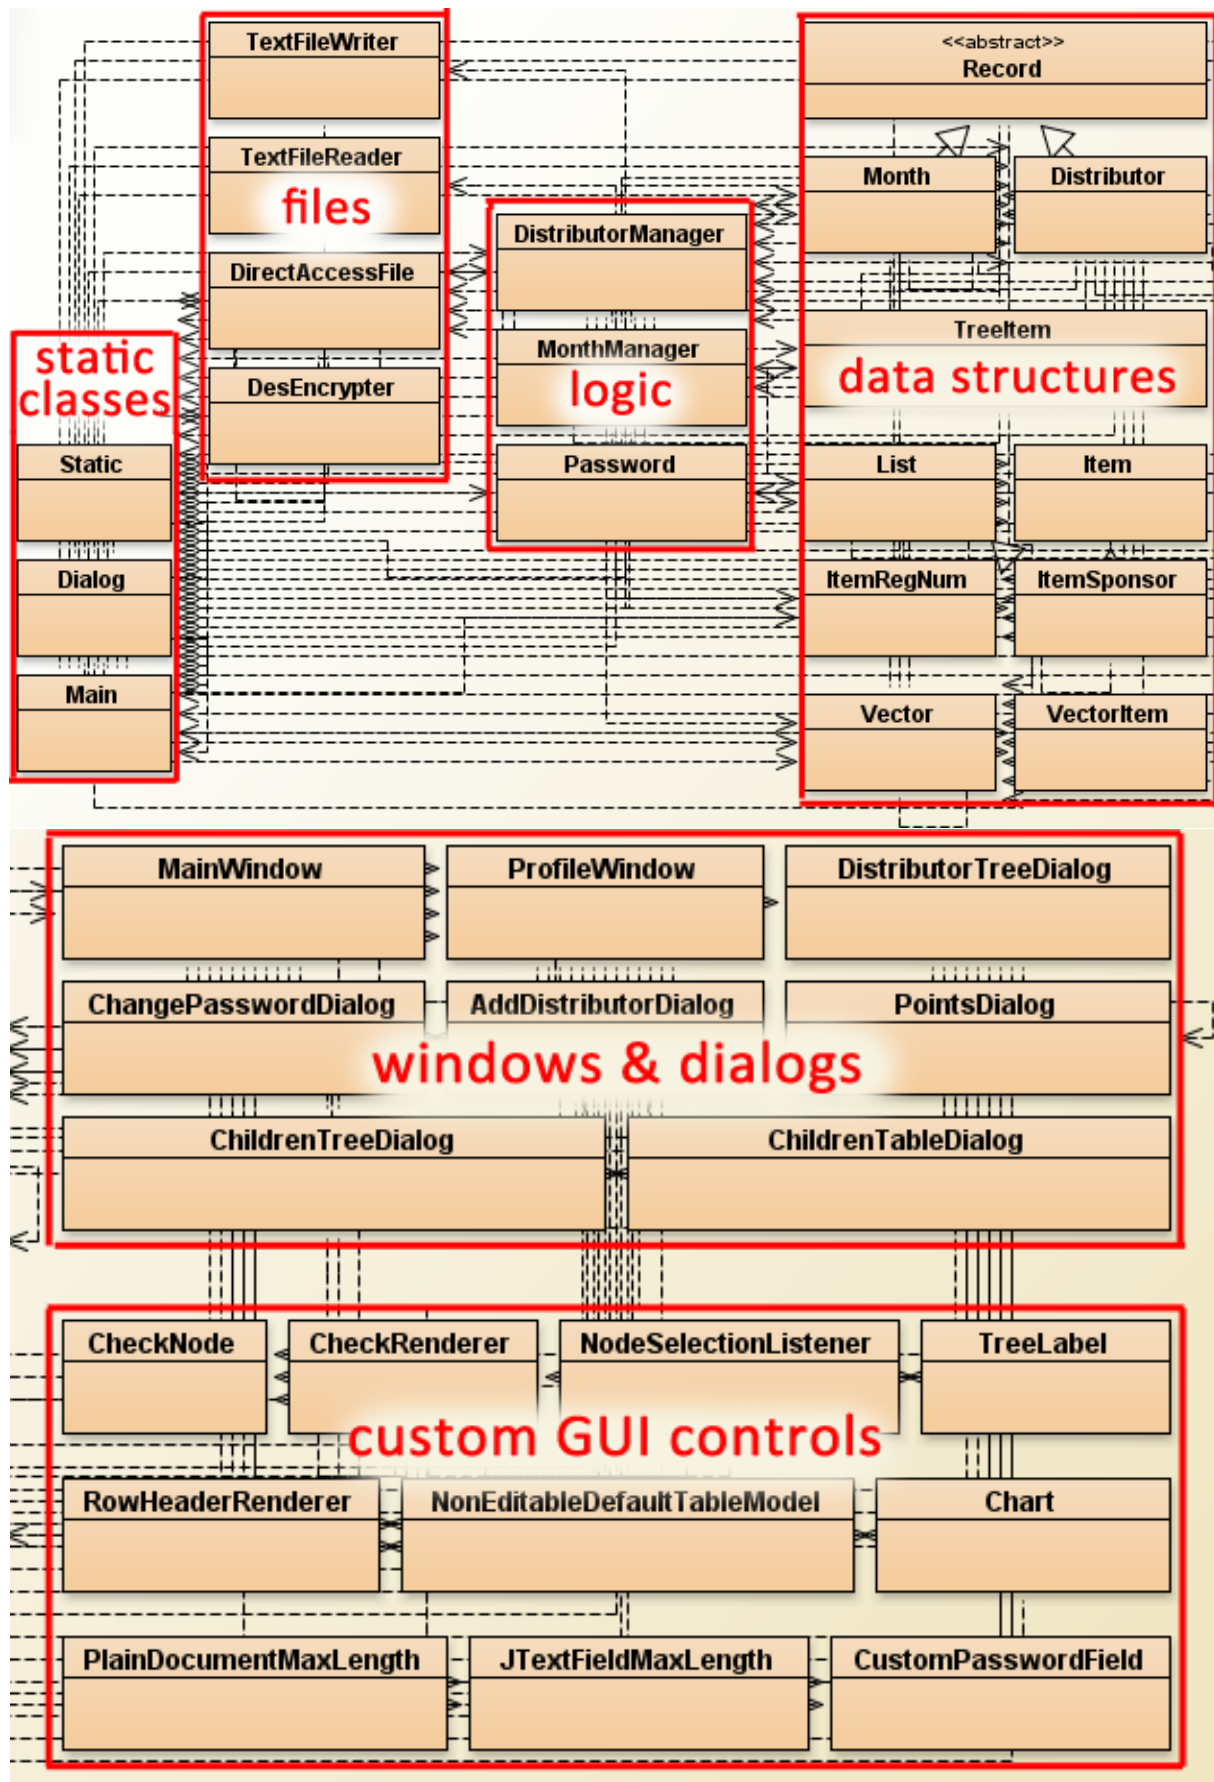 TextFileWriter
TextFileReader
files
DirectAccessFile
DesEncrypter
static
classes
Static
Dialog
Main
DistributorManager
MonthManager
logic
Password
<<abstract>>
Record
Month Distributor
TreeItem
data structures
List Item
ItemRegNum ItemSponsor
Vector VectorItem
MainWindow ProfileWindow DistributorTreeDialog
ChangePasswordDialog AddDistributorDialog PointsDialog
windows & dialogs
ChildrenTreeDialog ChildrenTableDialog
CheckNode CheckRenderer NodeSelectionListener TreeLabel
custom GUI controls
RowHeaderRenderer NonEditableDefaultTableModel Chart
PlainDocumentMaxLength JTextFieldMaxLength CustomPasswordField